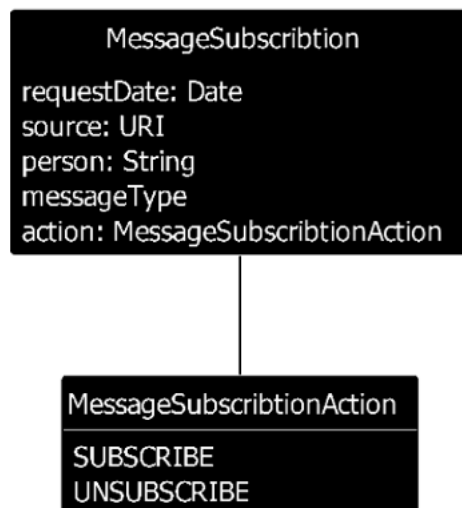 MessageSubscribtion
requestDate: Date
source: URI
person: String
messageType
action: MessageSubscribtionAction
MessageSubscribtionAction
SUBSCRIBE
UNSUBSCRIBE